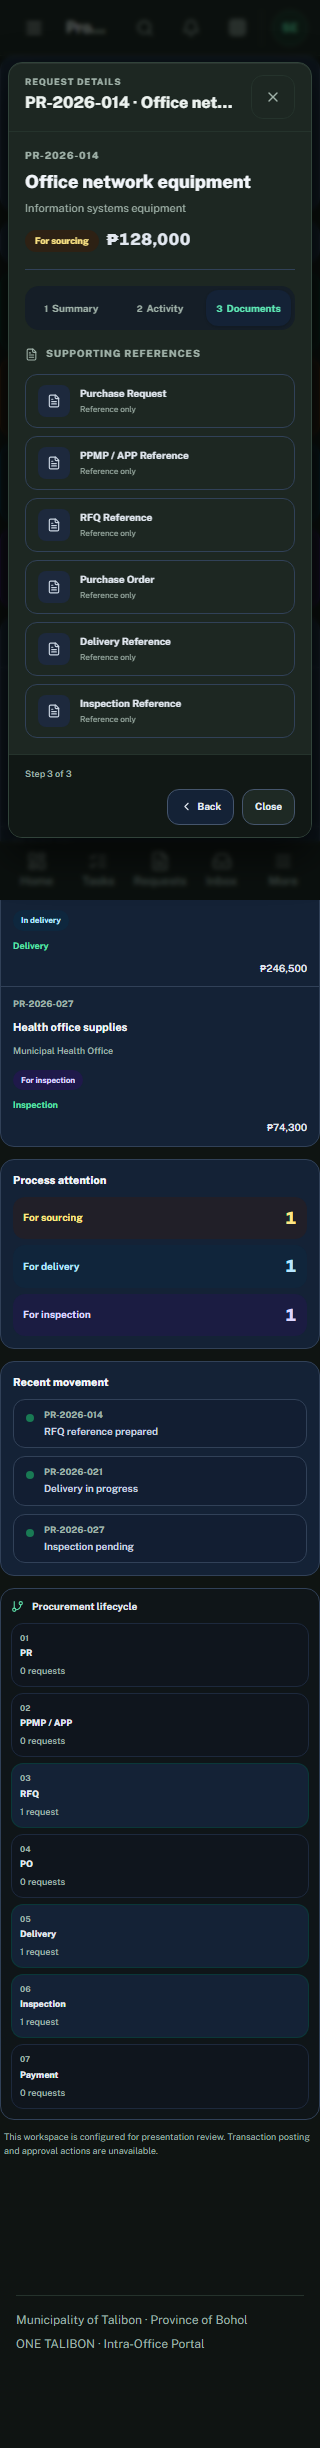 Pro...
REQUEST DETAILS
PR-2026-014 · Office net...
PR-2026-014
Office network equipment
Information systems equipment
For sourcing ₱128,000
1 Summary 2 Activity 3 Documents
SUPPORTING REFERENCES
Purchase Request
Reference only
PPMP / APP Reference
Reference only
RFQ Reference
Reference only
Purchase Order
Reference only
Delivery Reference
Reference only
Inspection Reference
Reference only
Step 3 of 3
Back Close
Home Tasks Requests Inbox More
In delivery
Delivery
₱246,500
PR-2026-027
Health office supplies
Municipal Health Office
For inspection
Inspection
₱74,300
Process attention
For sourcing 1
For delivery 1
For inspection 1
Recent movement
PR-2026-014
RFQ reference prepared
PR-2026-021
Delivery in progress
PR-2026-027
Inspection pending
Procurement lifecycle
01
PR
0 requests
02
PPMP / APP
0 requests
03
RFQ
1 request
04
PO
0 requests
05
Delivery
1 request
06
Inspection
1 request
07
Payment
0 requests
This workspace is configured for presentation review. Transaction posting
and approval actions are unavailable.
Municipality of Talibon · Province of Bohol
ONE TALIBON · Intra-Office Portal